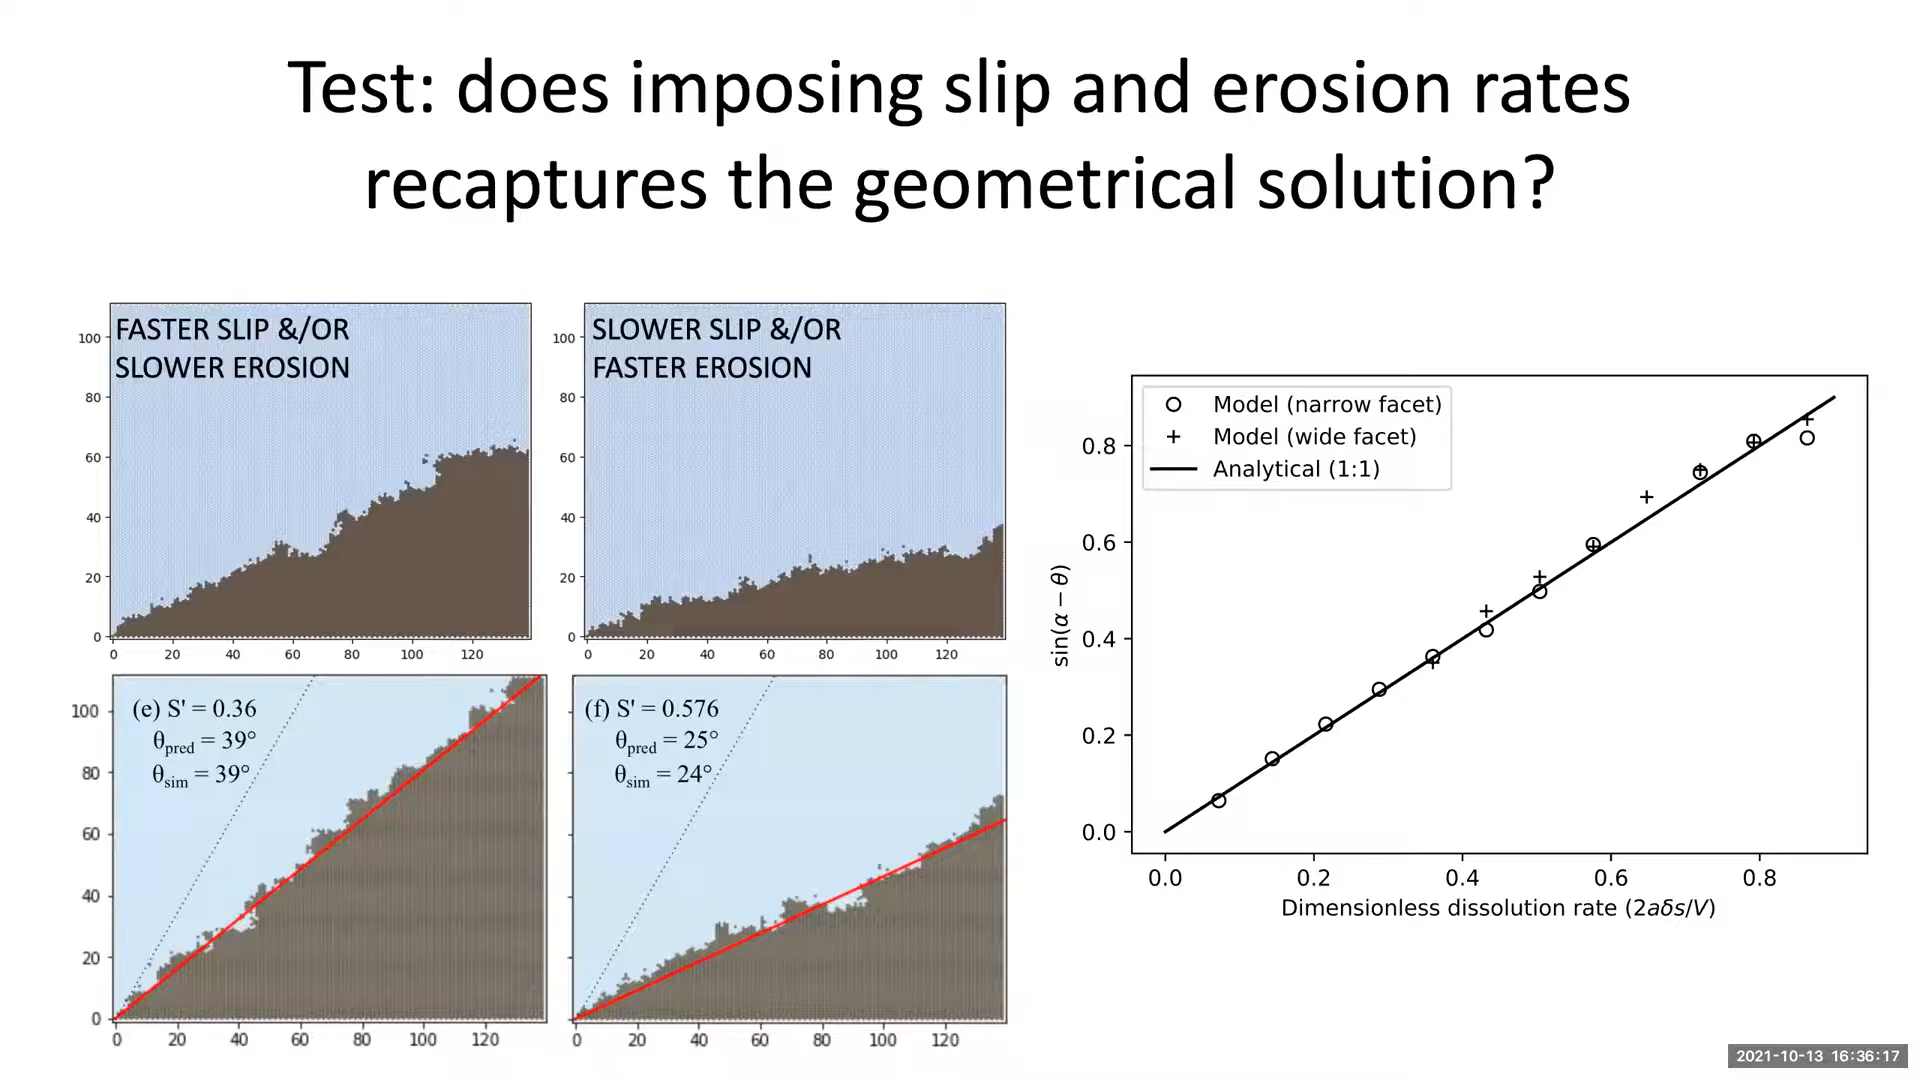 Test: does imposing slip and erosion rates
recaptures the geometrical solution?
FASTER SLIP &/OR
SLOWER EROSION
100
80
60
40
20
0
0 20 40 60 80 100 120
SLOWER SLIP &/OR
FASTER EROSION
100
80
60
40
20
0
0 20 40 60 80 100 120
(e) S' = 0.36
θpred = 39°
θsim = 39°
100
80
60
40
20
0
0 20 40 60 80 100 120
(f) S' = 0.576
θpred = 25°
θsim = 24°
0 20 40 60 80 100 120
Model (narrow facet)
Model (wide facet)
Analytical (1:1)
sin(α − θ)
0.8
0.6
0.4
0.2
0.0
0.0 0.2 0.4 0.6 0.8
Dimensionless dissolution rate (2aδs/V)
2021-10-13 16:36:17